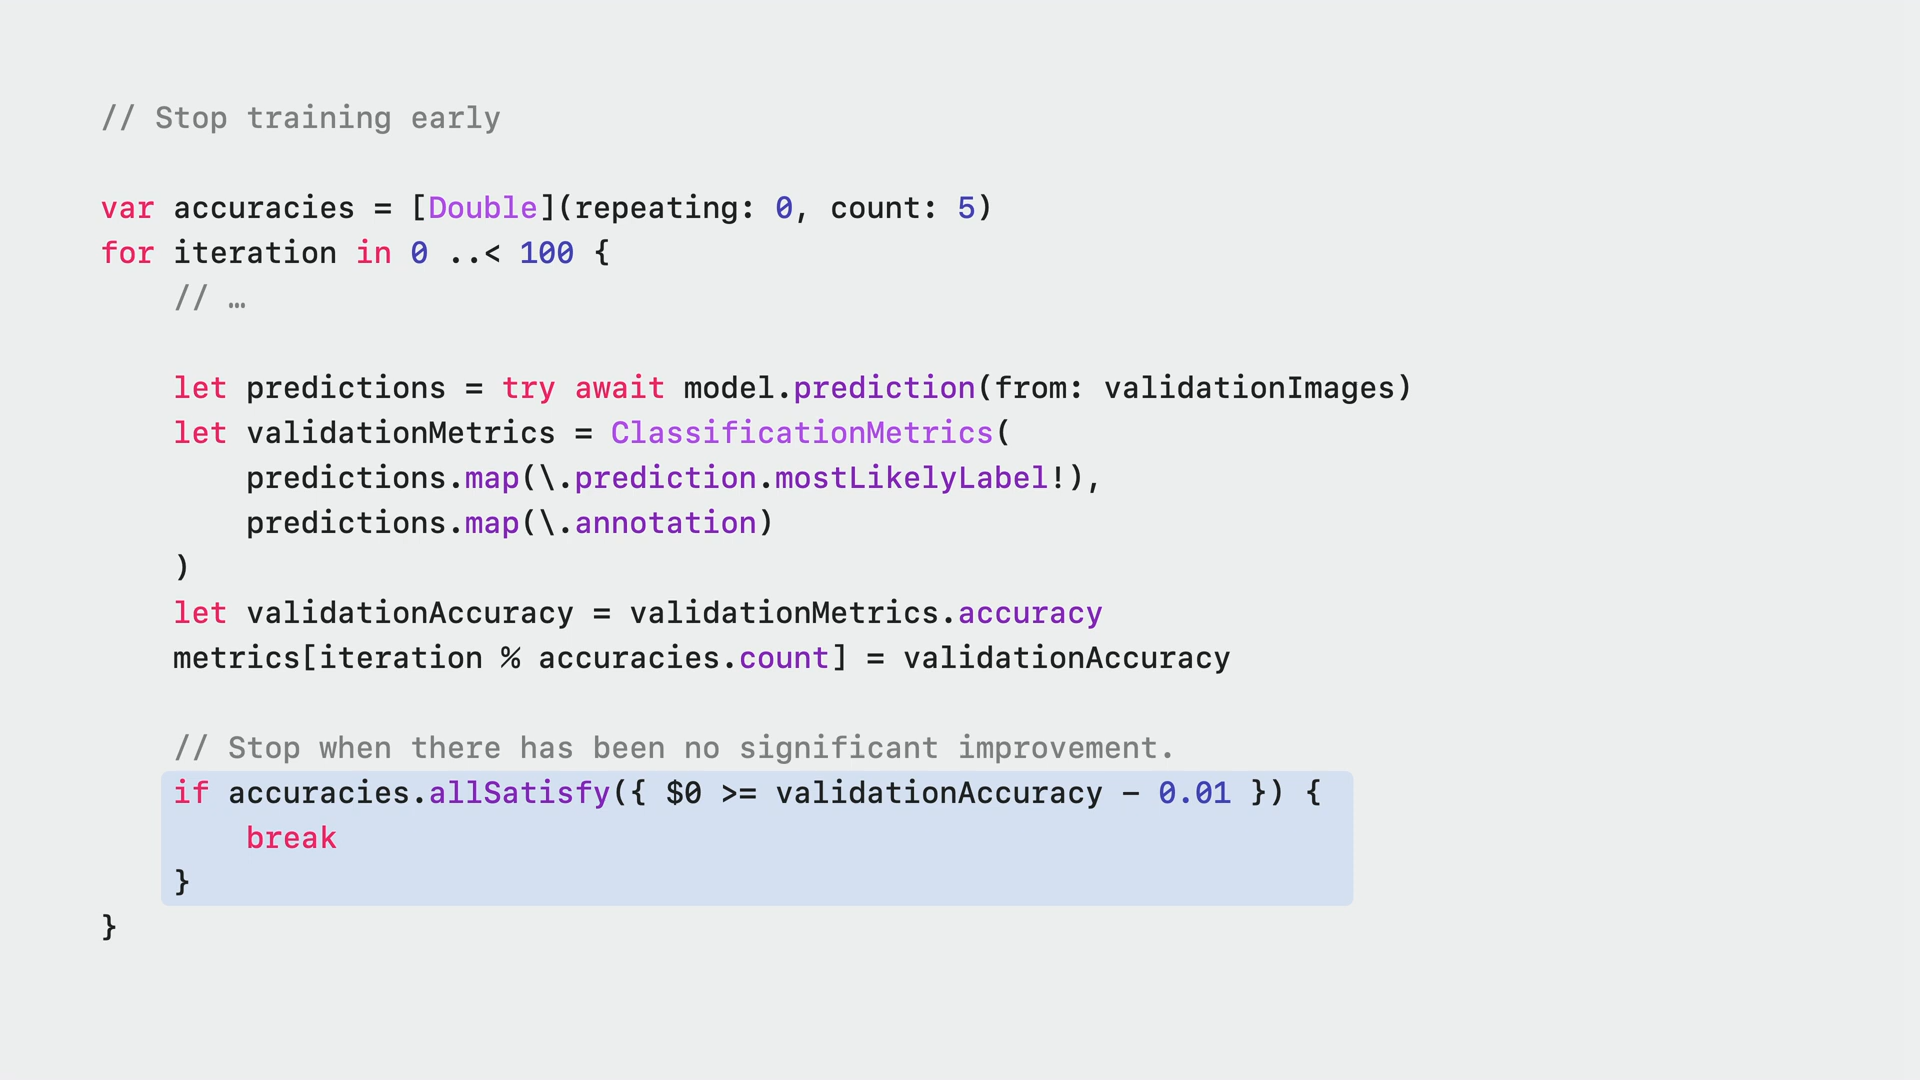 // Stop training early
var accuracies = [Double](repeating: 0, count: 5)
for iteration in 0 ..< 100 {
// …
let predictions = try await model.prediction(from: validationImages)
let validationMetrics = ClassificationMetrics(
predictions.map(\.prediction.mostLikelyLabel!),
predictions.map(\.annotation)
)
let validationAccuracy = validationMetrics.accuracy
metrics[iteration % accuracies.count] = validationAccuracy
// Stop when there has been no significant improvement.
if accuracies.allSatisfy({ $0 >= validationAccuracy – 0.01 }) {
break
}
}